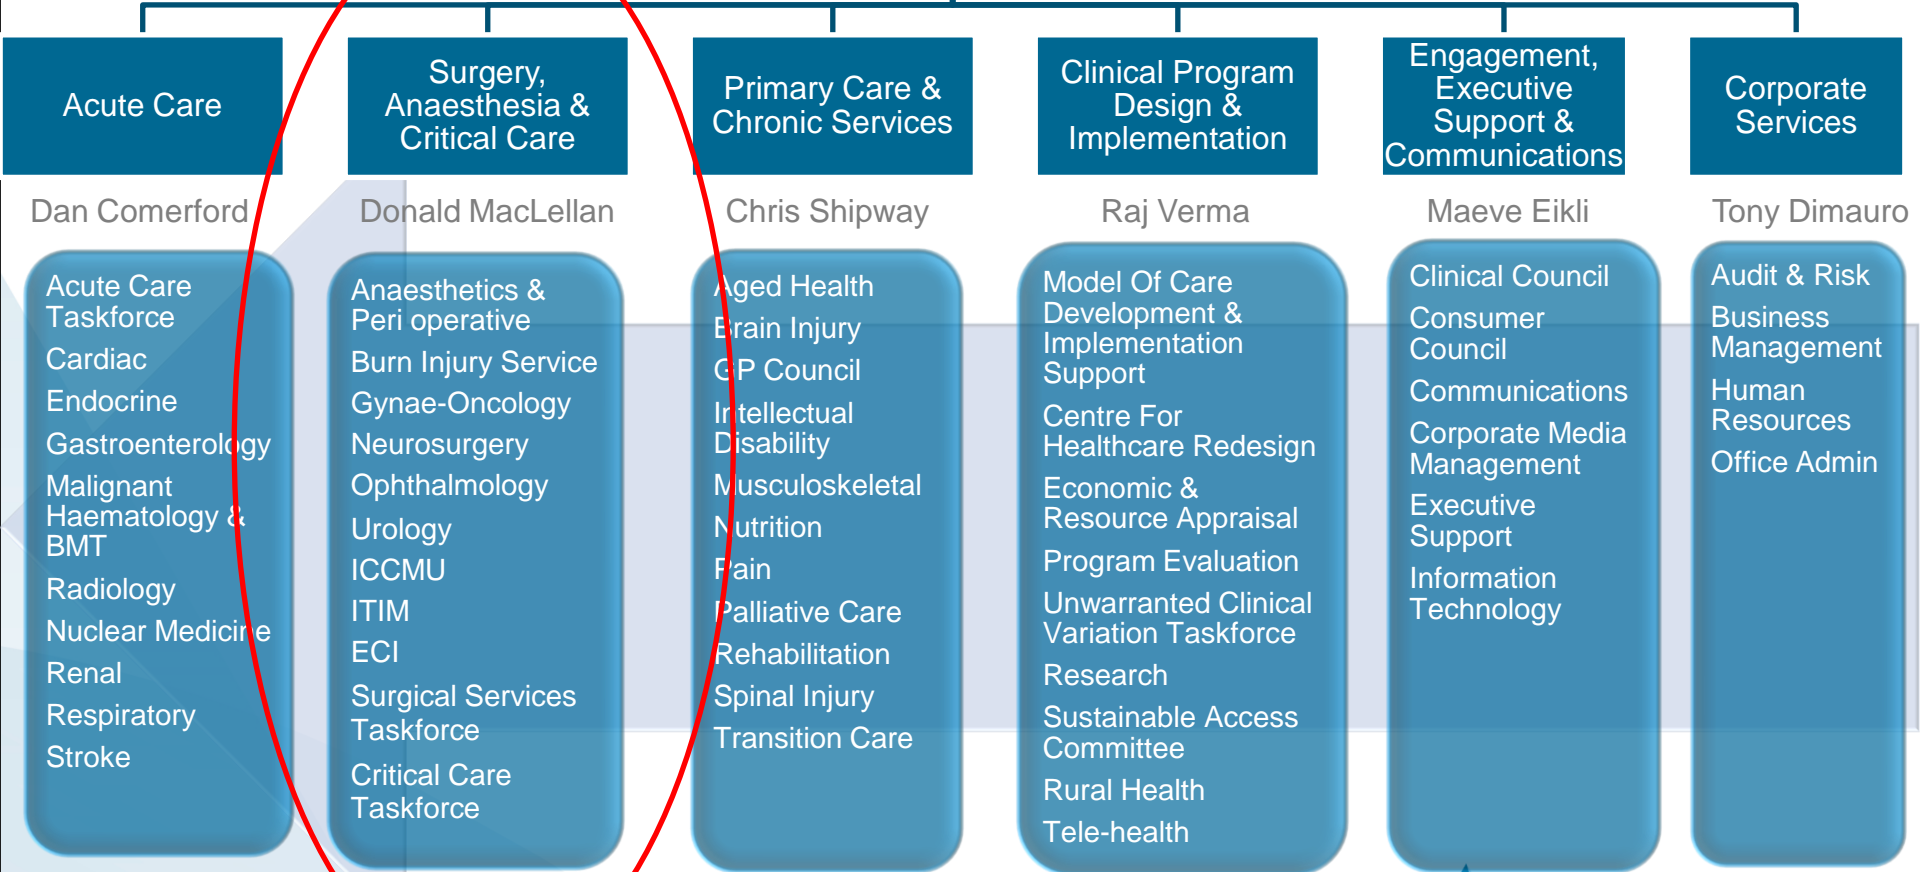 Acute Care
Surgery,
Anaesthesia &
Critical Care
Primary Care &
Chronic Services
Clinical Program
Design &
Implementation
Engagement,
Executive
Support &
Communications
Corporate
Services
Dan Comerford
Donald MacLellan
Chris Shipway
Raj Verma
Maeve Eikli
Tony Dimauro
Acute Care
Taskforce
Cardiac
Endocrine
Gastroenterology
Malignant
Haematology &
BMT
Radiology
Nuclear Medicine
Renal
Respiratory
Stroke
Anaesthetics &
Peri operative
Burn Injury Service
Gynae-Oncology
Neurosurgery
Ophthalmology
Urology
ICCMU
ITIM
ECI
Surgical Services
Taskforce
Critical Care
Taskforce
Aged Health
Brain Injury
GP Council
Intellectual
Disability
Musculoskeletal
Nutrition
Pain
Palliative Care
Rehabilitation
Spinal Injury
Transition Care
Model Of Care
Development &
Implementation
Support
Centre For
Healthcare Redesign
Economic &
Resource Appraisal
Program Evaluation
Unwarranted Clinical
Variation Taskforce
Research
Sustainable Access
Committee
Rural Health
Tele-health
Clinical Council
Consumer
Council
Communications
Corporate Media
Management
Executive
Support
Information
Technology
Audit & Risk
Business
Management
Human
Resources
Office Admin